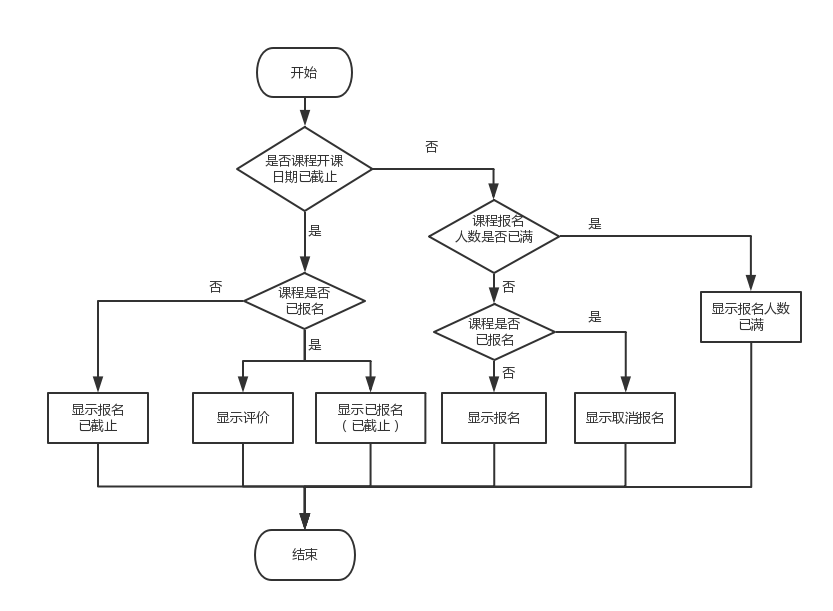 开始
是否课程开课
日期已截止
否
是
课程报名
人数是否已满
是
否
否
课程是否
已报名
是
课程是否
已报名
是
否
显示报名人数
已满
显示报名
已截止
显示评价
显示已报名
（已截止）
显示报名
显示取消报名
结束